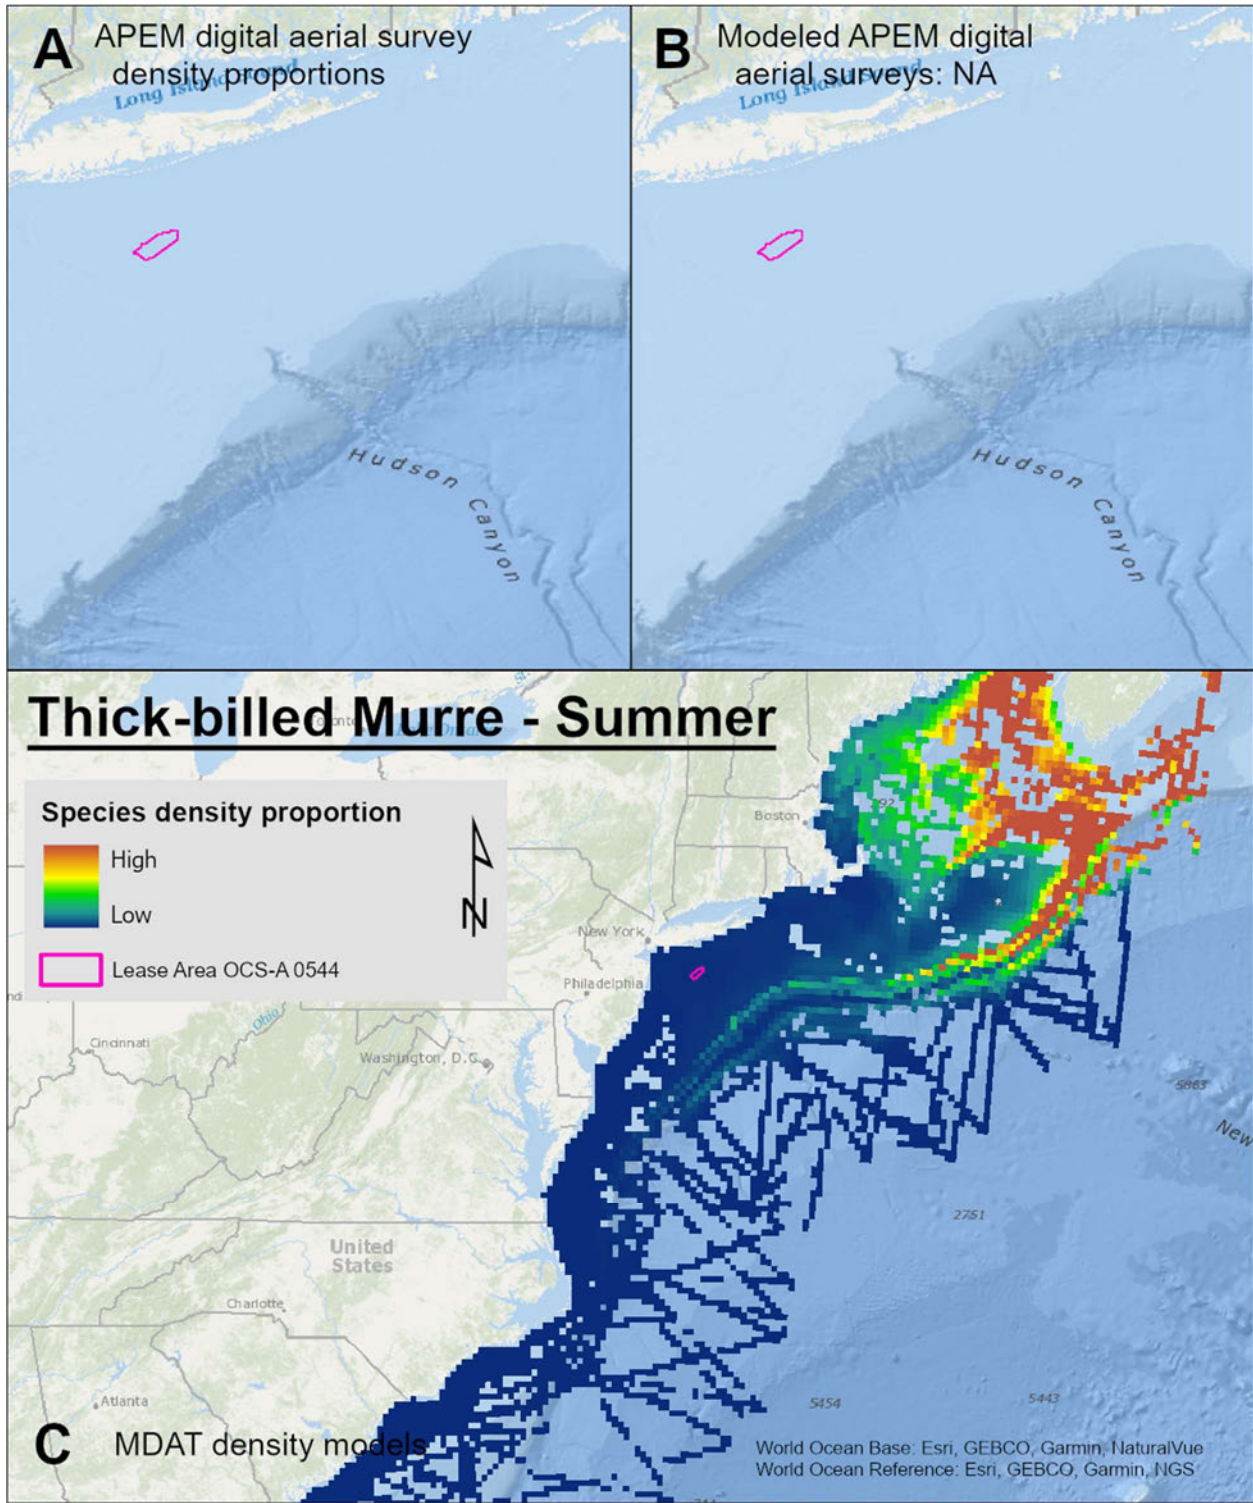 A APEM digital aerial survey
density proportions
Long Island Sound
Hudson Canyon
B Modeled APEM digital
aerial surveys: NA
Long Island Sound
Hudson Canyon
Thick-billed Murre - Summer
Toronto
Species density proportion
High
Low
Lease Area OCS-A 0544
N
Boston
92
New York
Philadelphia
Ohio
Cincinnati
Washington, D.C.
5863
New
2751
United
States
Charlotte
Atlanta
5454
5443
C MDAT density models
World Ocean Base: Esri, GEBCO, Garmin, NaturalVue
World Ocean Reference: Esri, GEBCO, Garmin, NGS